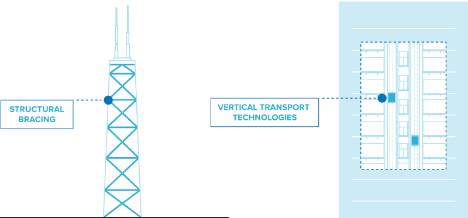 STRUCTURAL
BRACING
VERTICAL TRANSPORT
TECHNOLOGIES